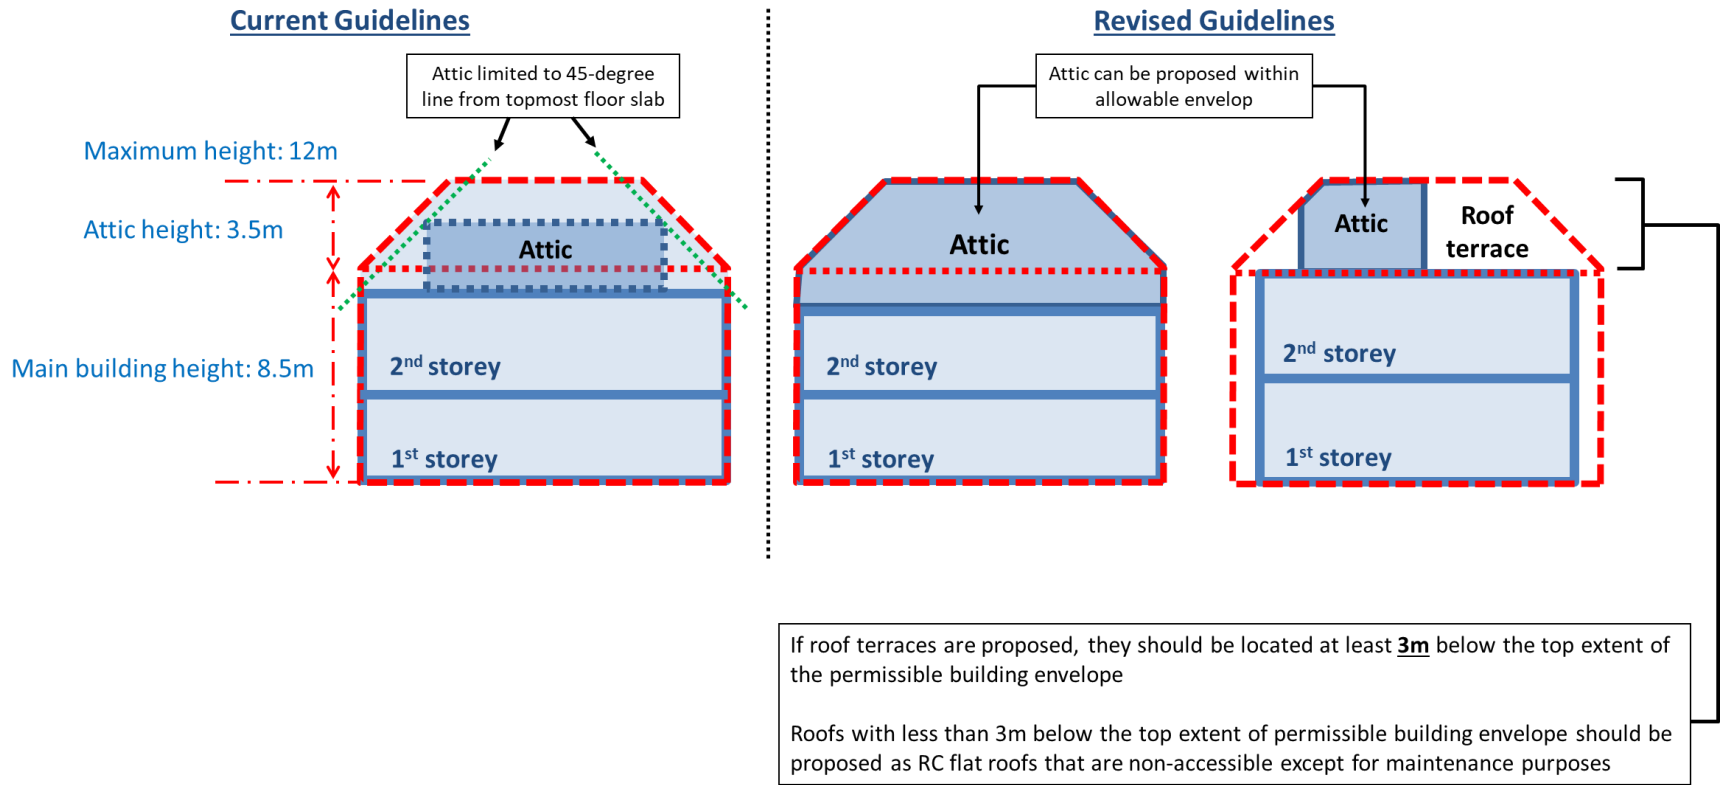 Current Guidelines
Attic limited to 45-degree
line from topmost floor slab
Maximum height: 12m
Attic height: 3.5m
Main building height: 8.5m
Attic
2nd storey
1st storey
Revised Guidelines
Attic can be proposed within
allowable envelop
Attic
2nd storey
1st storey
Attic
Roof
terrace
2nd storey
1st storey
If roof terraces are proposed, they should be located at least 3m below the top extent of
the permissible building envelope
Roofs with less than 3m below the top extent of permissible building envelope should be
proposed as RC flat roofs that are non-accessible except for maintenance purposes